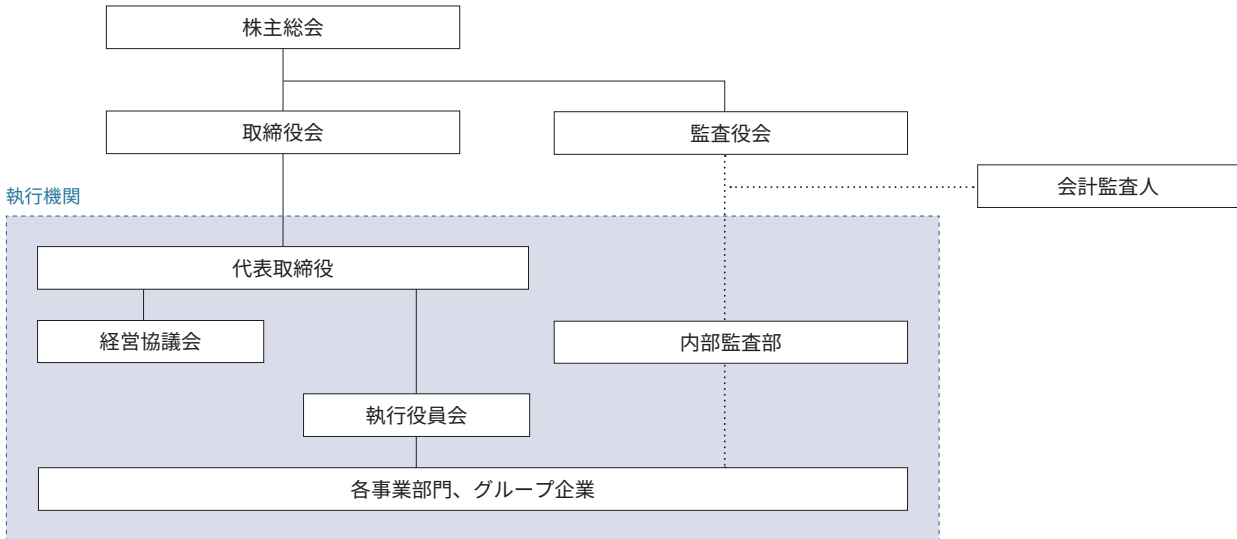 株主総会
取締役会
監査役会
会計監査人
執行機関
代表取締役
経営協議会
内部監査部
執行役員会
各事業部門、グループ企業